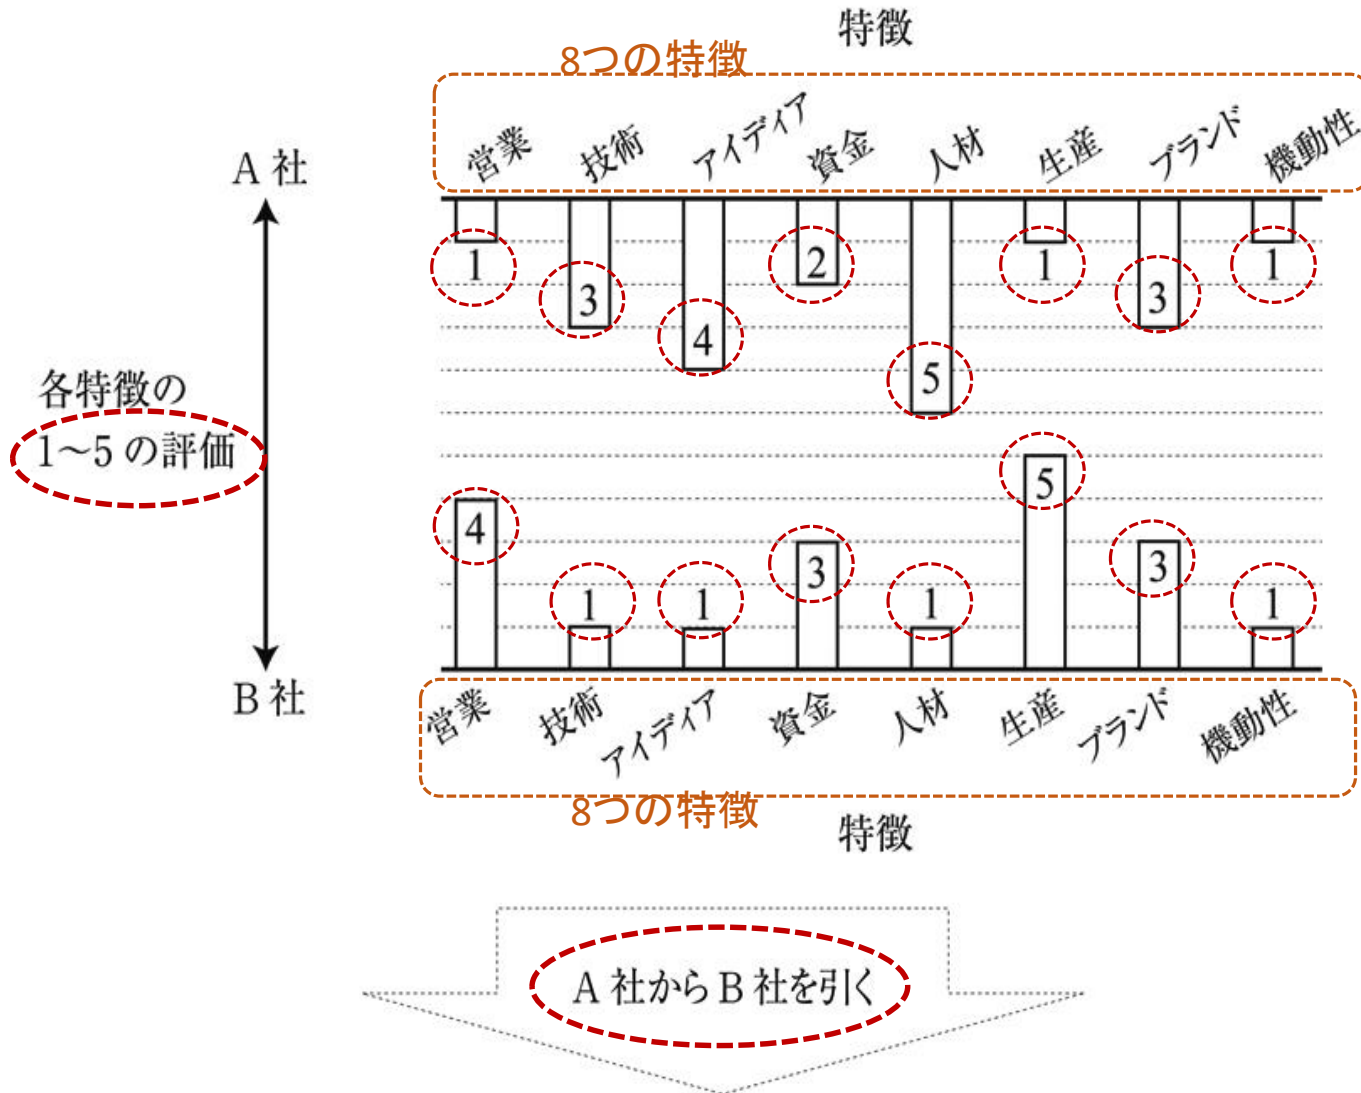 特徴
8つの特徴
営業 技術 アイディア 資金 人材 生産 ブランド 機動性
A 社
1 3 4 2 5 1 3 1
各特徴の
1～5 の評価
4 1 1 3 1 5 3 1
B 社
営業 技術 アイディア 資金 人材 生産 ブランド 機動性
8つの特徴
特徴
A 社から B 社を引く